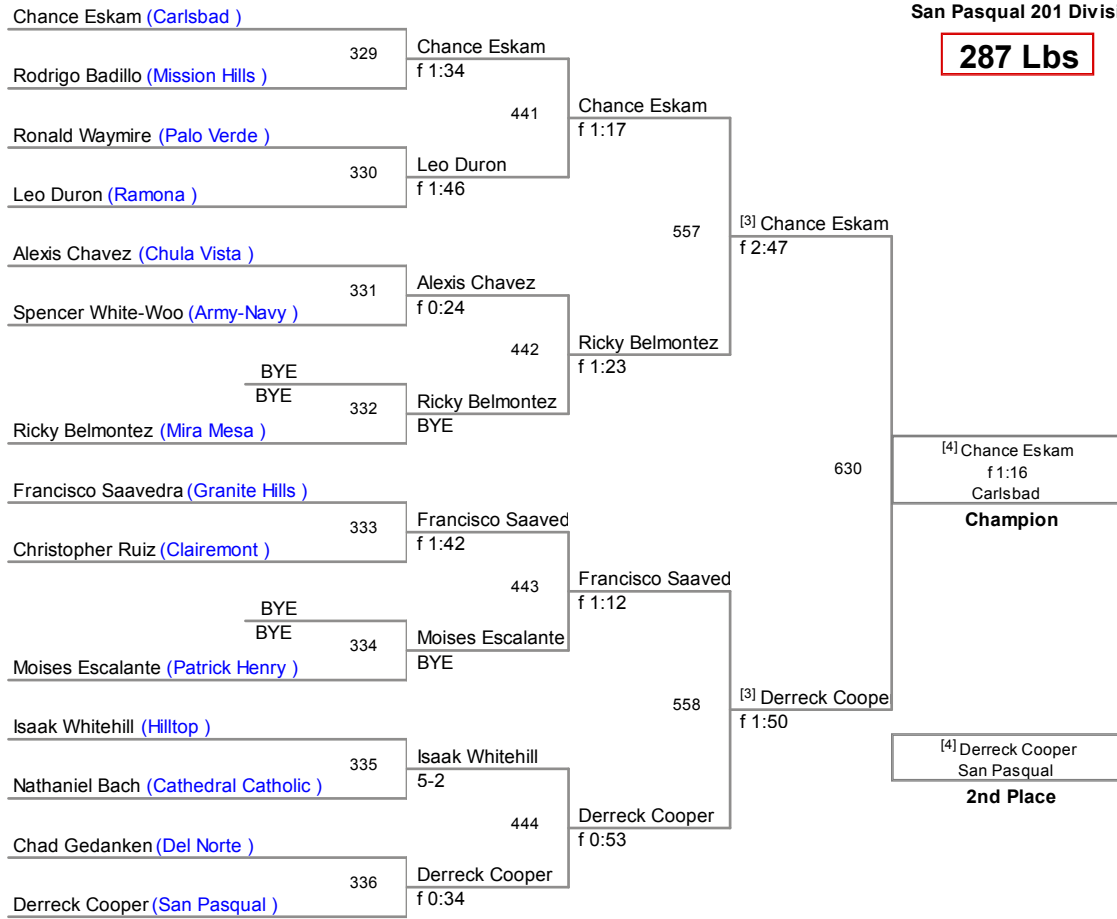 San Pasqual 201 Divisi
287 Lbs
Chance Eskam (Carlsbad )
329
Rodrigo Badillo (Mission Hills )
Chance Eskam
f 1:34
441
Ronald Waymire (Palo Verde )
330
Leo Duron (Ramona )
Leo Duron
f 1:46
Chance Eskam
f 1:17
557
Alexis Chavez (Chula Vista )
331
Spencer White-Woo (Army-Navy )
Alexis Chavez
f 0:24
442
BYE
BYE
332
Ricky Belmontez (Mira Mesa )
Ricky Belmontez
BYE
Ricky Belmontez
f 1:23
[3] Chance Eskam
f 2:47
630
Francisco Saavedra (Granite Hills )
333
Christopher Ruiz (Clairemont )
Francisco Saaved
f 1:42
443
BYE
BYE
334
Moises Escalante (Patrick Henry )
Moises Escalante
BYE
Francisco Saaved
f 1:12
558
Isaak Whitehill (Hilltop )
335
Nathaniel Bach (Cathedral Catholic )
Isaak Whitehill
5-2
444
Chad Gedanken (Del Norte )
336
Derreck Cooper (San Pasqual )
Derreck Cooper
f 0:34
Derreck Cooper
f 0:53
[3] Derreck Coope
f 1:50
[4] Chance Eskam
f 1:16
Carlsbad
Champion
[4] Derreck Cooper
San Pasqual
2nd Place